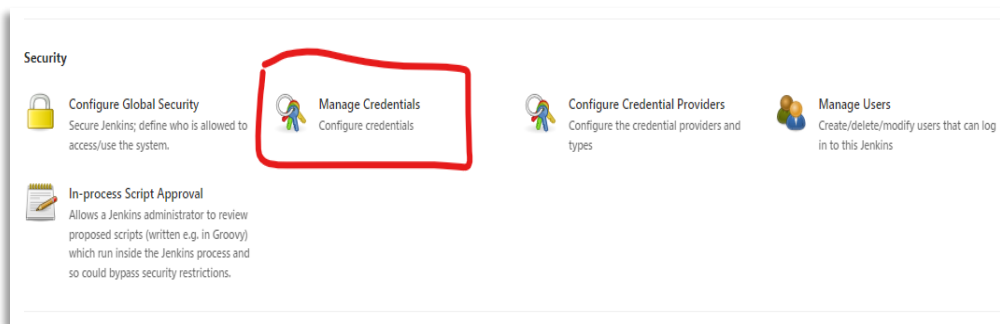 Security
Configure Global Security
Secure Jenkins; define who is allowed to
access/use the system.
Manage Credentials
Configure credentials
Configure Credential Providers
Configure the credential providers and
types
Manage Users
Create/delete/modify users that can log
in to this Jenkins
In-process Script Approval
Allows a Jenkins administrator to review
proposed scripts (written e.g. in Groovy)
which run inside the Jenkins process and
so could bypass security restrictions.